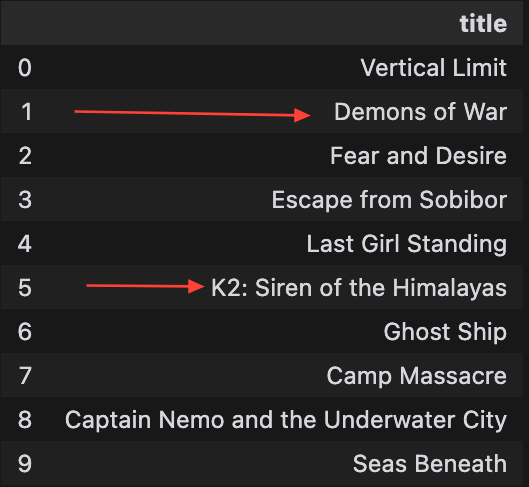 title
0 Vertical Limit
1 Demons of War
2 Fear and Desire
3 Escape from Sobibor
4 Last Girl Standing
5 K2: Siren of the Himalayas
6 Ghost Ship
7 Camp Massacre
8 Captain Nemo and the Underwater City
9 Seas Beneath